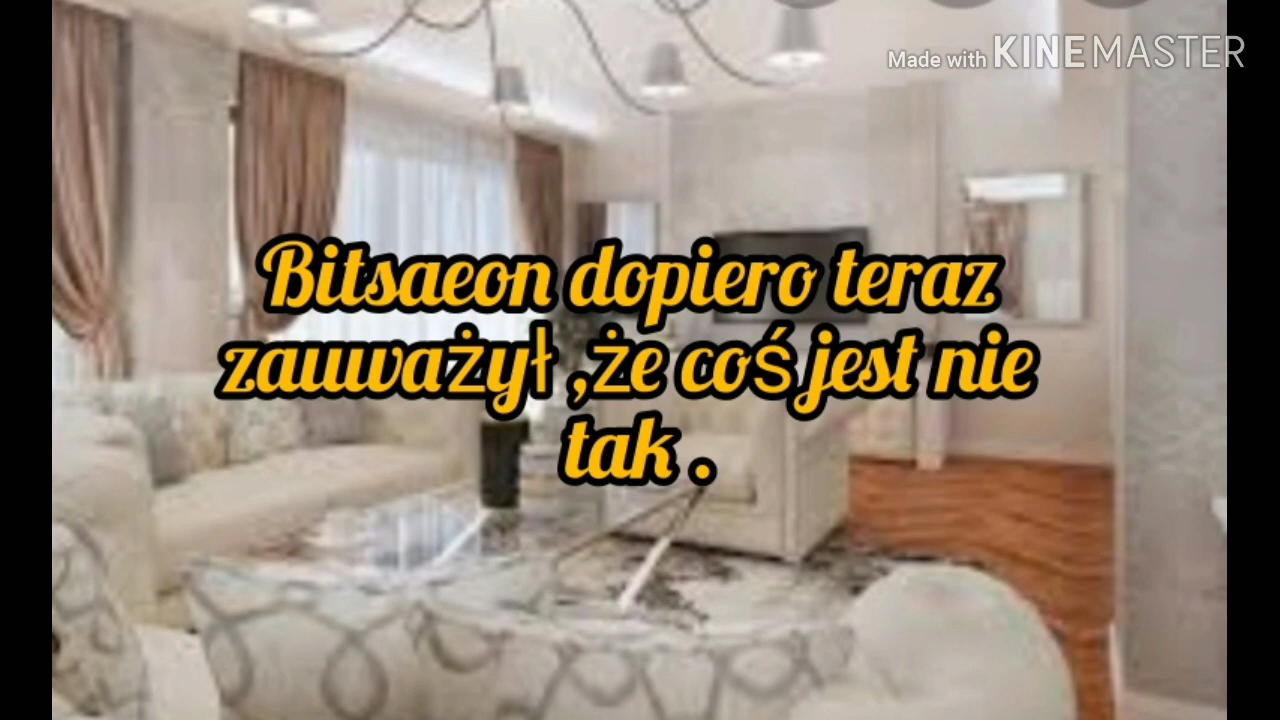 Made with KINEMASTER
Bitsaeon dopiero teraz
zauważył ,że coś jest nie
tak .